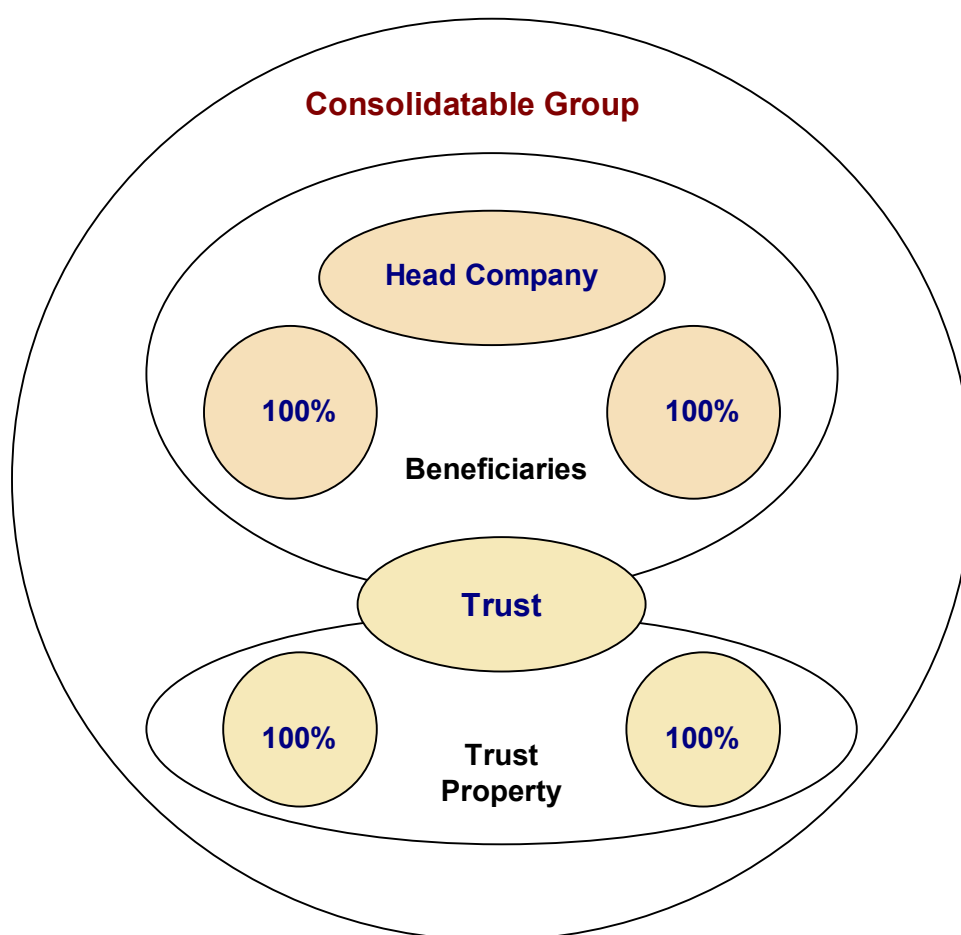 Consolidatable Group
Head Company
100%
100%
Beneficiaries
Trust
100%
100%
Trust
Property